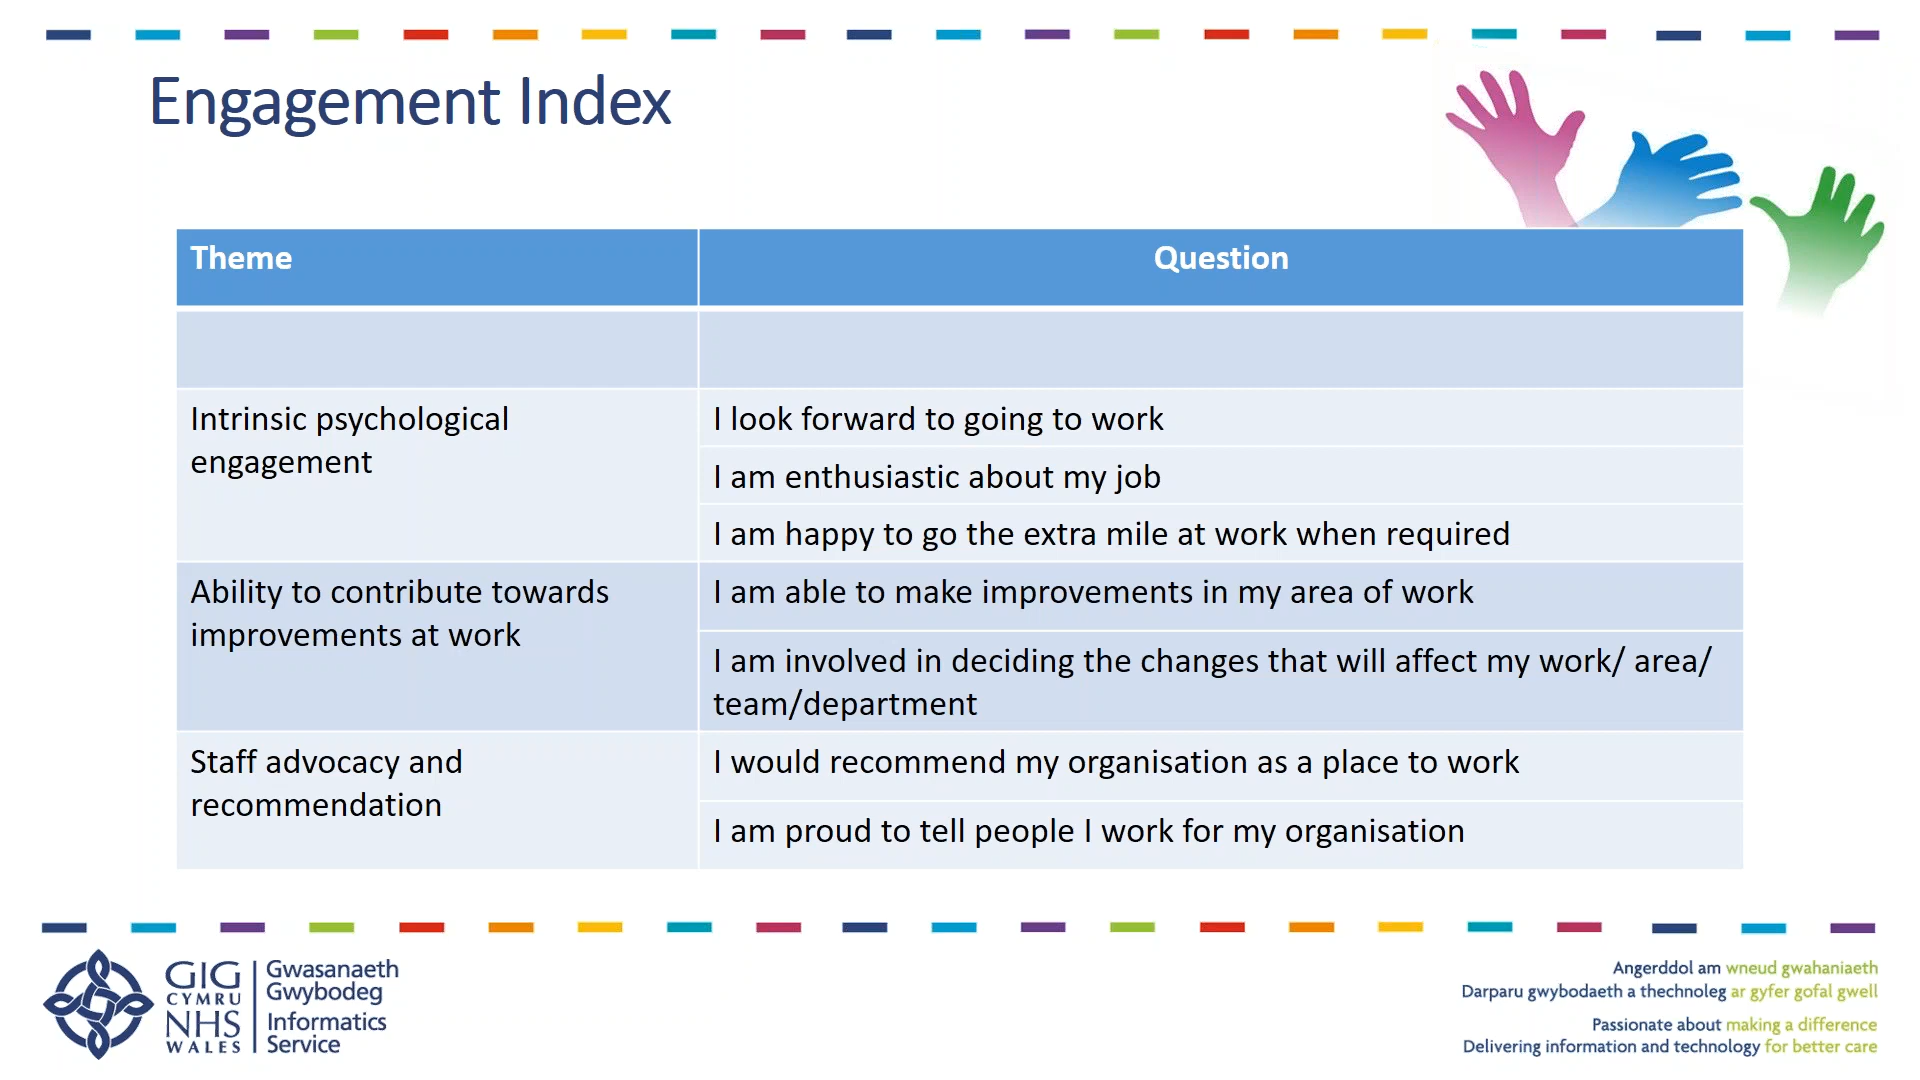 Engagement Index
Theme
Question
Intrinsic psychological
engagement
I look forward to going to work
I am enthusiastic about my job
I am happy to go the extra mile at work when required
Ability to contribute towards
improvements at work
I am able to make improvements in my area of work
I am involved in deciding the changes that will affect my work/ area/
team/department
Staff advocacy and
recommendation
I would recommend my organisation as a place to work
I am proud to tell people I work for my organisation
GIG
CYMRU
NHS
WALES
Gwasanaeth
Gwybodeg
Informatics
Service
Angerddol am wneud gwahaniaeth
Darparu gwybodaeth a thechnoleg ar gyfer gofal gwell
Passionate about making a difference
Delivering information and technology for better care